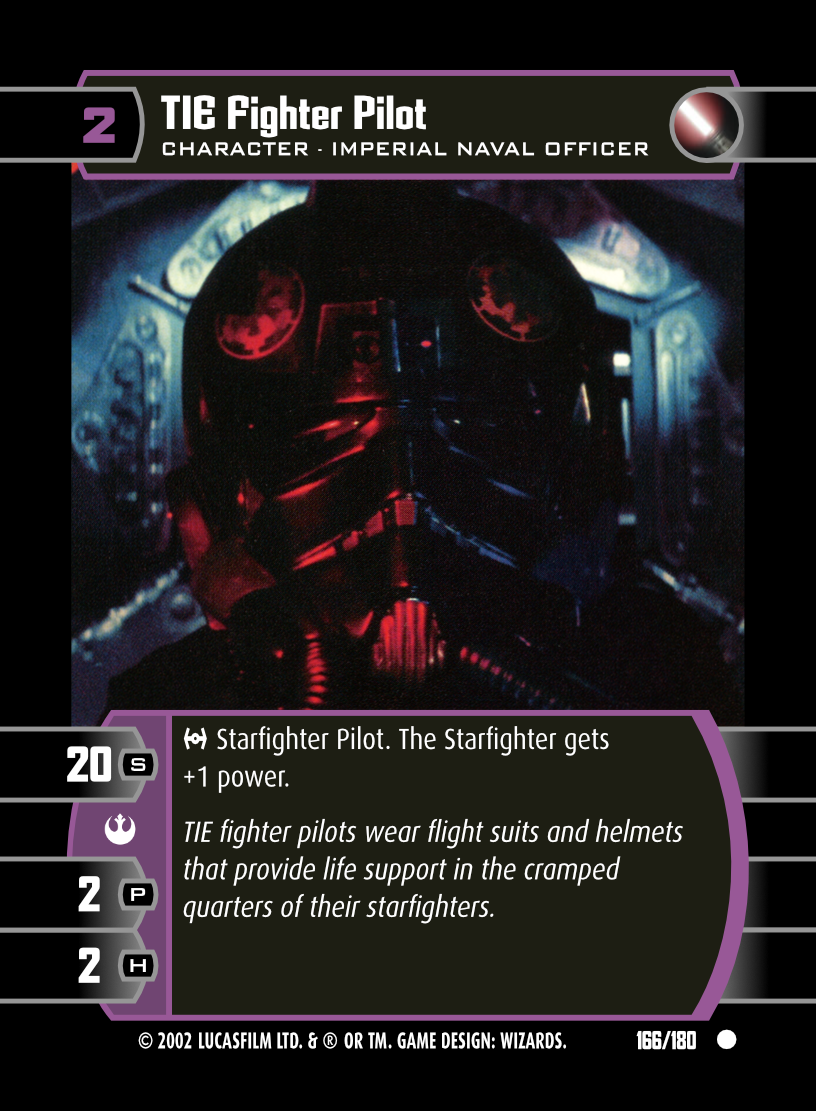 2
TIE Fighter Pilot
CHARACTER - IMPERIAL NAVAL OFFICER
Starfighter Pilot. The Starfighter gets
+1 power.
20 S
TIE fighter pilots wear flight suits and helmets
that provide life support in the cramped
quarters of their starfighters.
2 P
2 H
© 2002 LUCASFILM LTD. & ® OR TM. GAME DESIGN: WIZARDS.
166/180